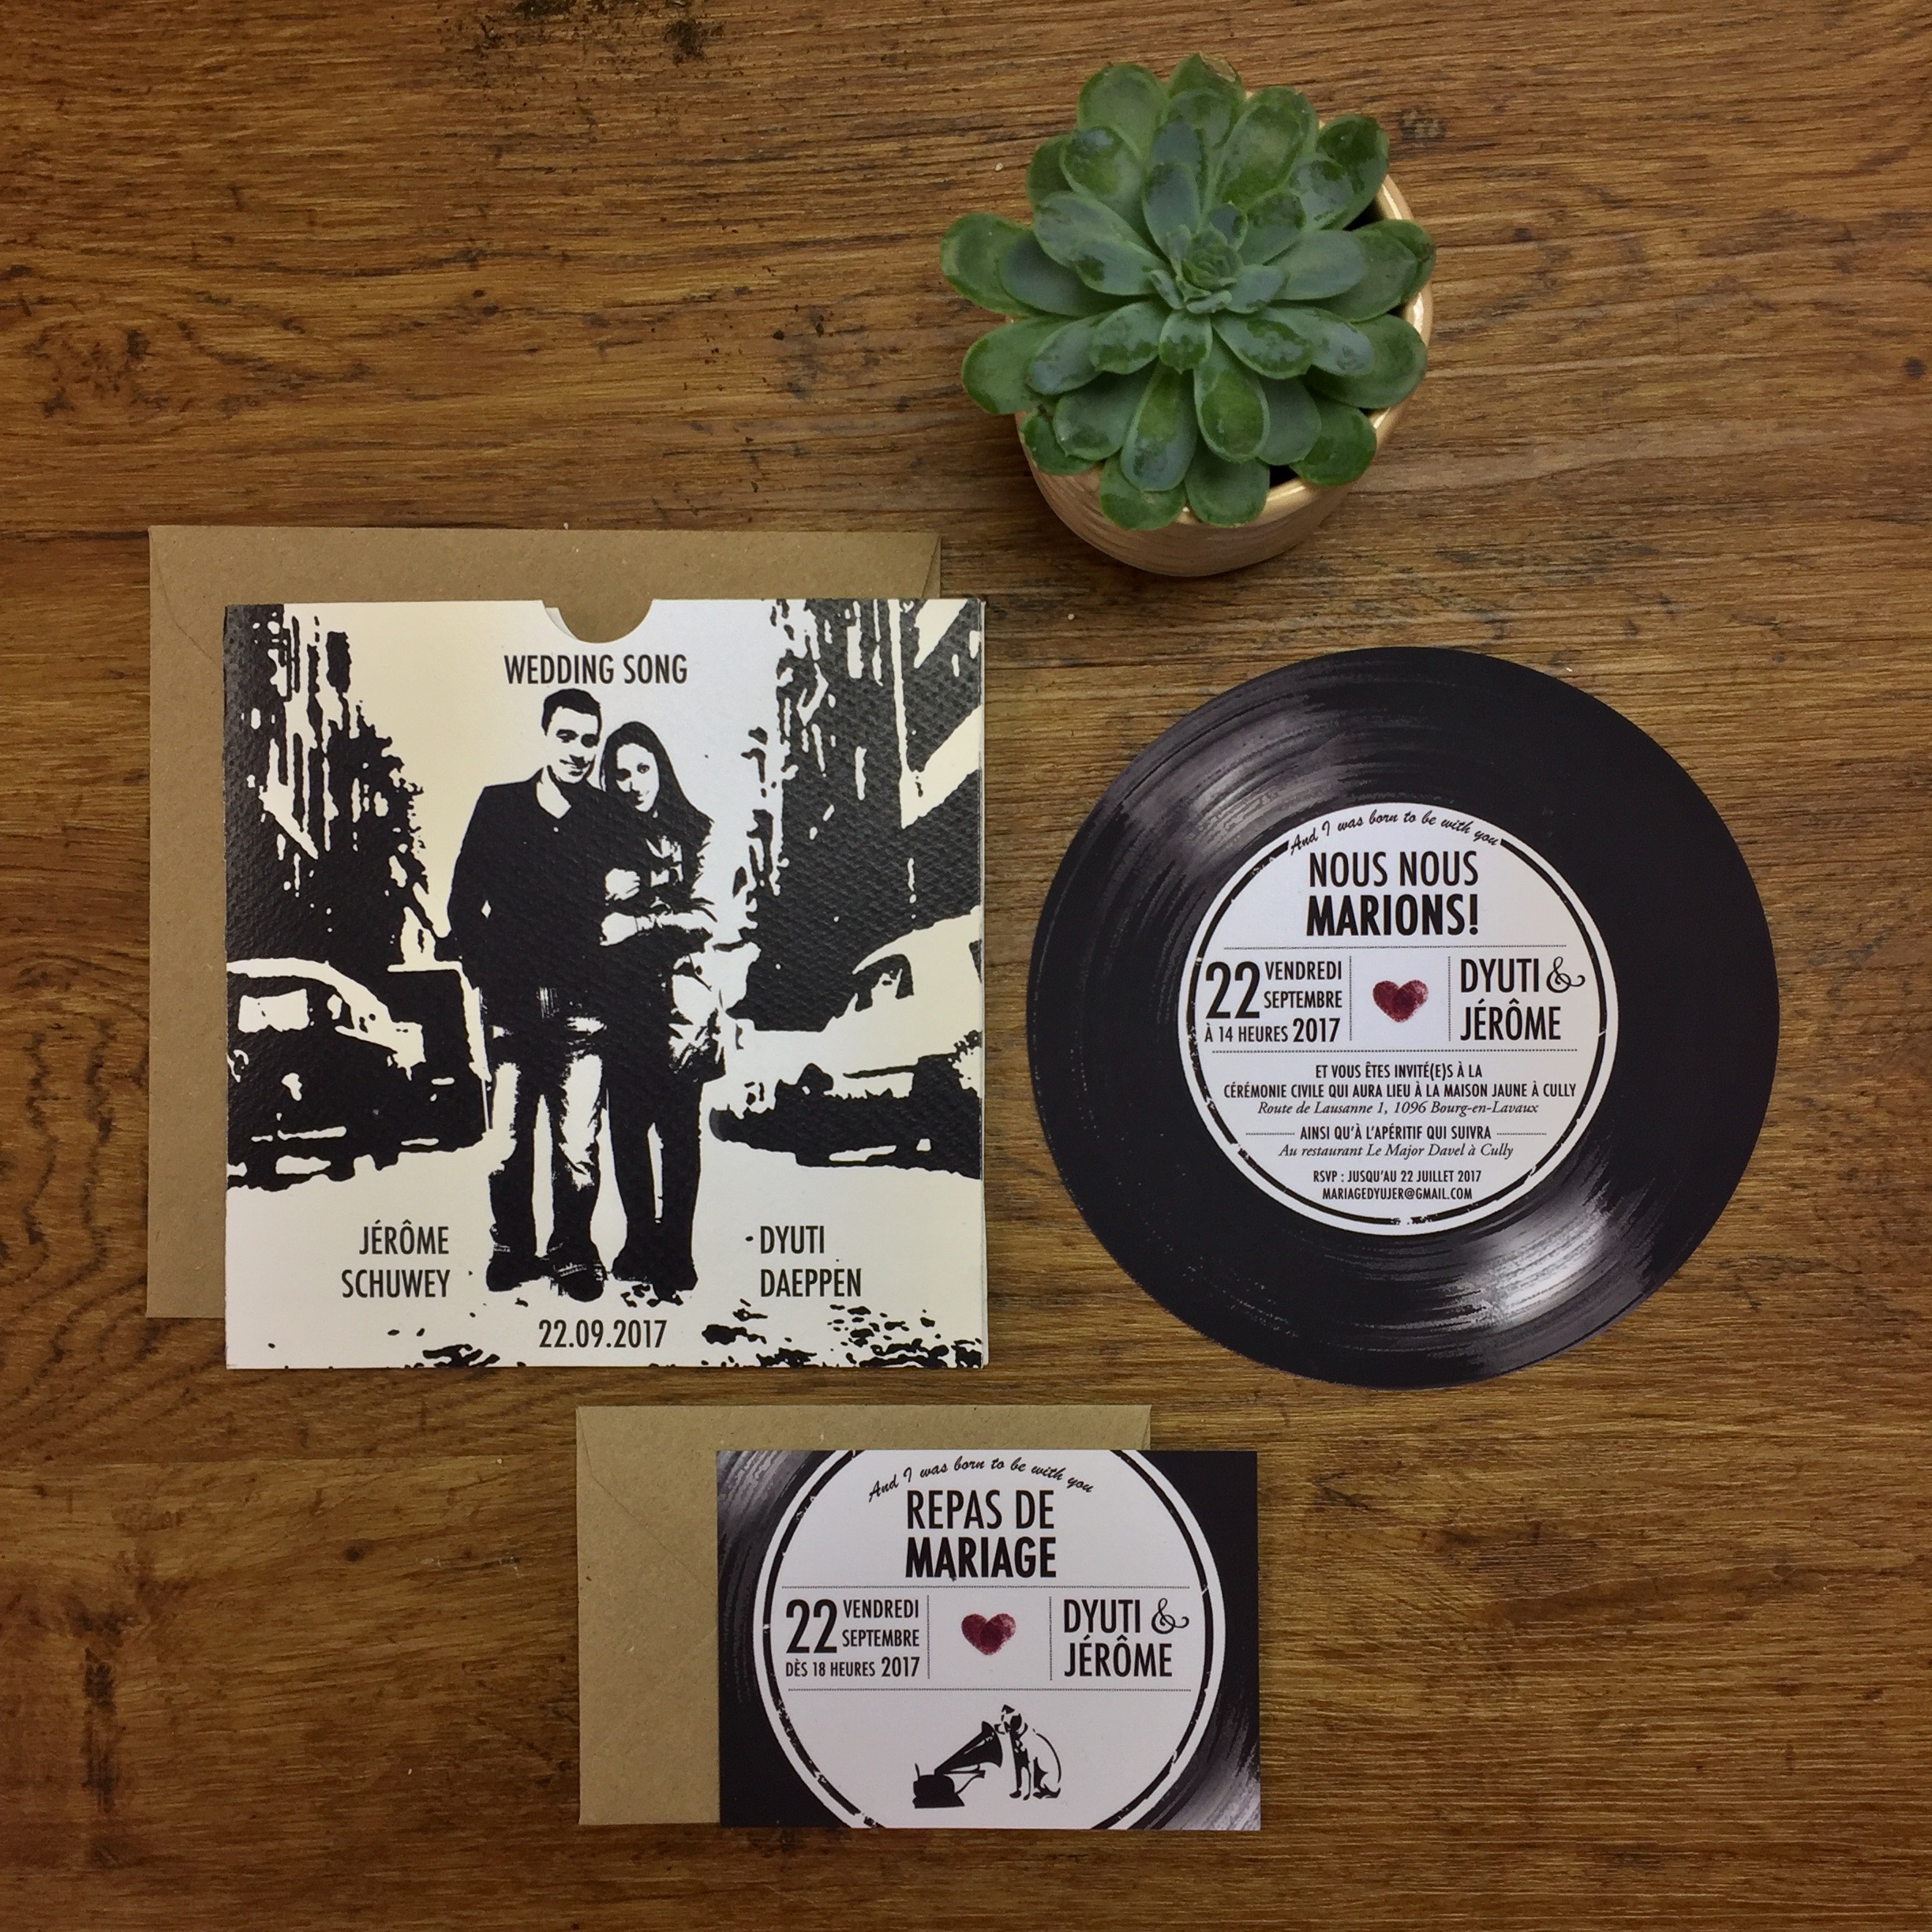 WEDDING SONG
JÉRÔME
SCHUWEY
DYUTI
DAEPPEN
22.09.2017
And I was born to be with you
NOUS NOUS
MARIONS!
22 VENDREDI
SEPTEMBRE
À 14 HEURES 2017
DYUTI &
JÉRÔME
ET VOUS ÊTES INVITÉ(E)S À LA
CÉRÉMONIE CIVILE QUI AURA LIEU À LA MAISON JAUNE À CULLY
Route de Lausanne 1, 1096 Bourg-en-Lavaux
AINSI QU'À L'APÉRITIF QUI SUIVRA
Au restaurant Le Major Davel à Cully
RSVP : JUSQU'AU 22 JUILLET 2017
MARIAGEDYUJER@GMAIL.COM
And I was born to be with you
REPAS DE
MARIAGE
22 VENDREDI
SEPTEMBRE
DÈS 18 HEURES 2017
DYUTI &
JÉRÔME